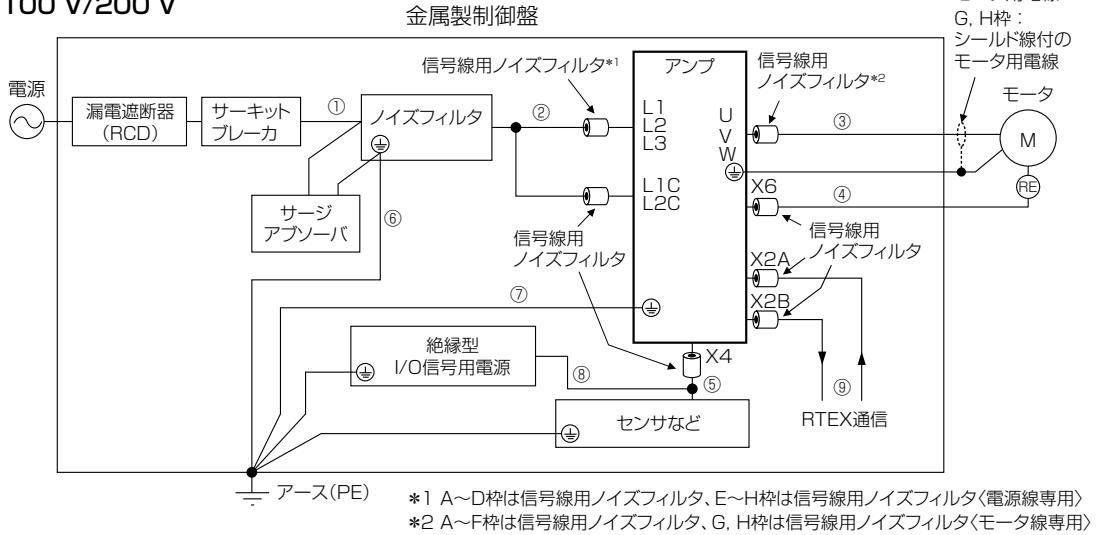 100 V/200 V
金属製制御盤
G, H枠：
シールド線付の
モータ用電線
電源
漏電遮断器
(RCD)
サーキット
ブレーカ
①
ノイズフィルタ
②
信号線用ノイズフィルタ*1
アンプ
信号線用
ノイズフィルタ*2
モータ
L1
L2
L3
U
V
W
③
M
L1C
L2C
X6
④
RE
サージ
アブソーバ
⑥
信号線用
ノイズフィルタ
信号線用
ノイズフィルタ
X2A
X2B
⑦
絶縁型
I/O信号用電源
⑧
X4
⑤
⑨
RTEX通信
センサなど
アース(PE)
*1 A～D枠は信号線用ノイズフィルタ、E～H枠は信号線用ノイズフィルタ〈電源線専用〉
*2 A～F枠は信号線用ノイズフィルタ、G, H枠は信号線用ノイズフィルタ〈モータ線専用〉